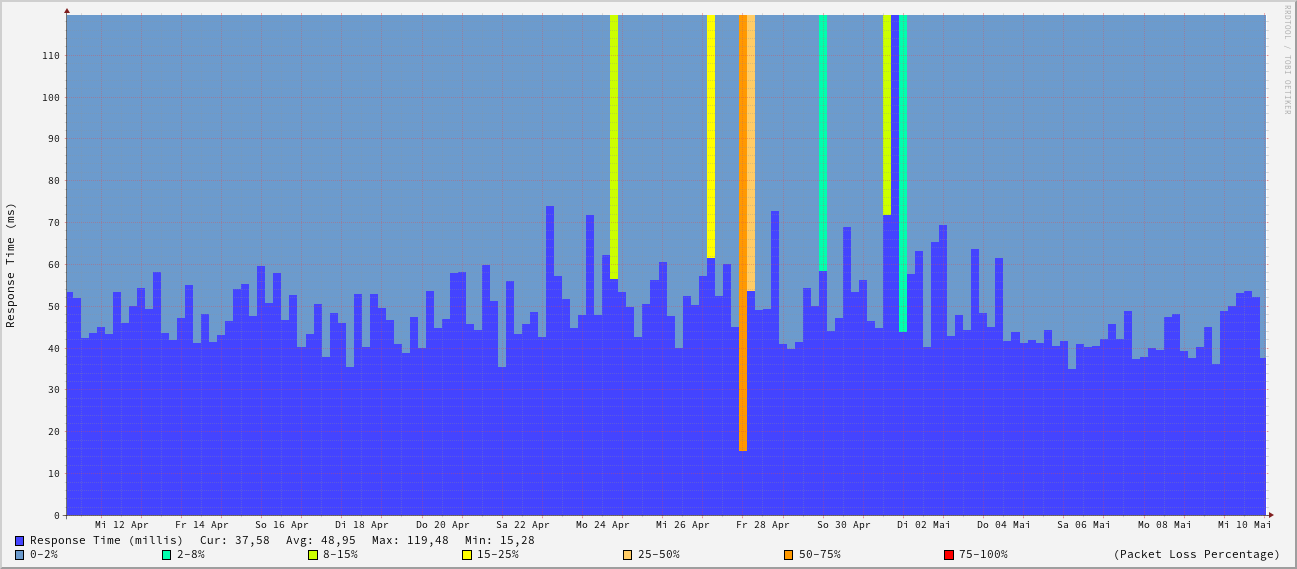 RRDTOOL / TOBI OETIKER
Response Time (ms)
110
100
90
80
70
60
50
40
30
20
10
0
Mi 12 Apr Fr 14 Apr So 16 Apr Di 18 Apr Do 20 Apr Sa 22 Apr Mo 24 Apr Mi 26 Apr Fr 28 Apr So 30 Apr Di 02 Mai Do 04 Mai Sa 06 Mai Mo 08 Mai Mi 10 Mai
Response Time (millis) Cur: 37,58 Avg: 48,95 Max: 119,48 Min: 15,28
0-2% 2-8% 8-15% 15-25% 25-50% 50-75% 75-100% (Packet Loss Percentage)